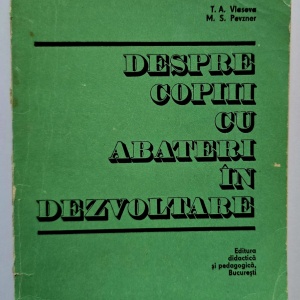 T. A. Vlasova
M. S. Pevzner
DESPRE
COPIII
CU
ABATERI
ÎN
DEZVOLTARE
Editura
didactică
și pedagogică,
București